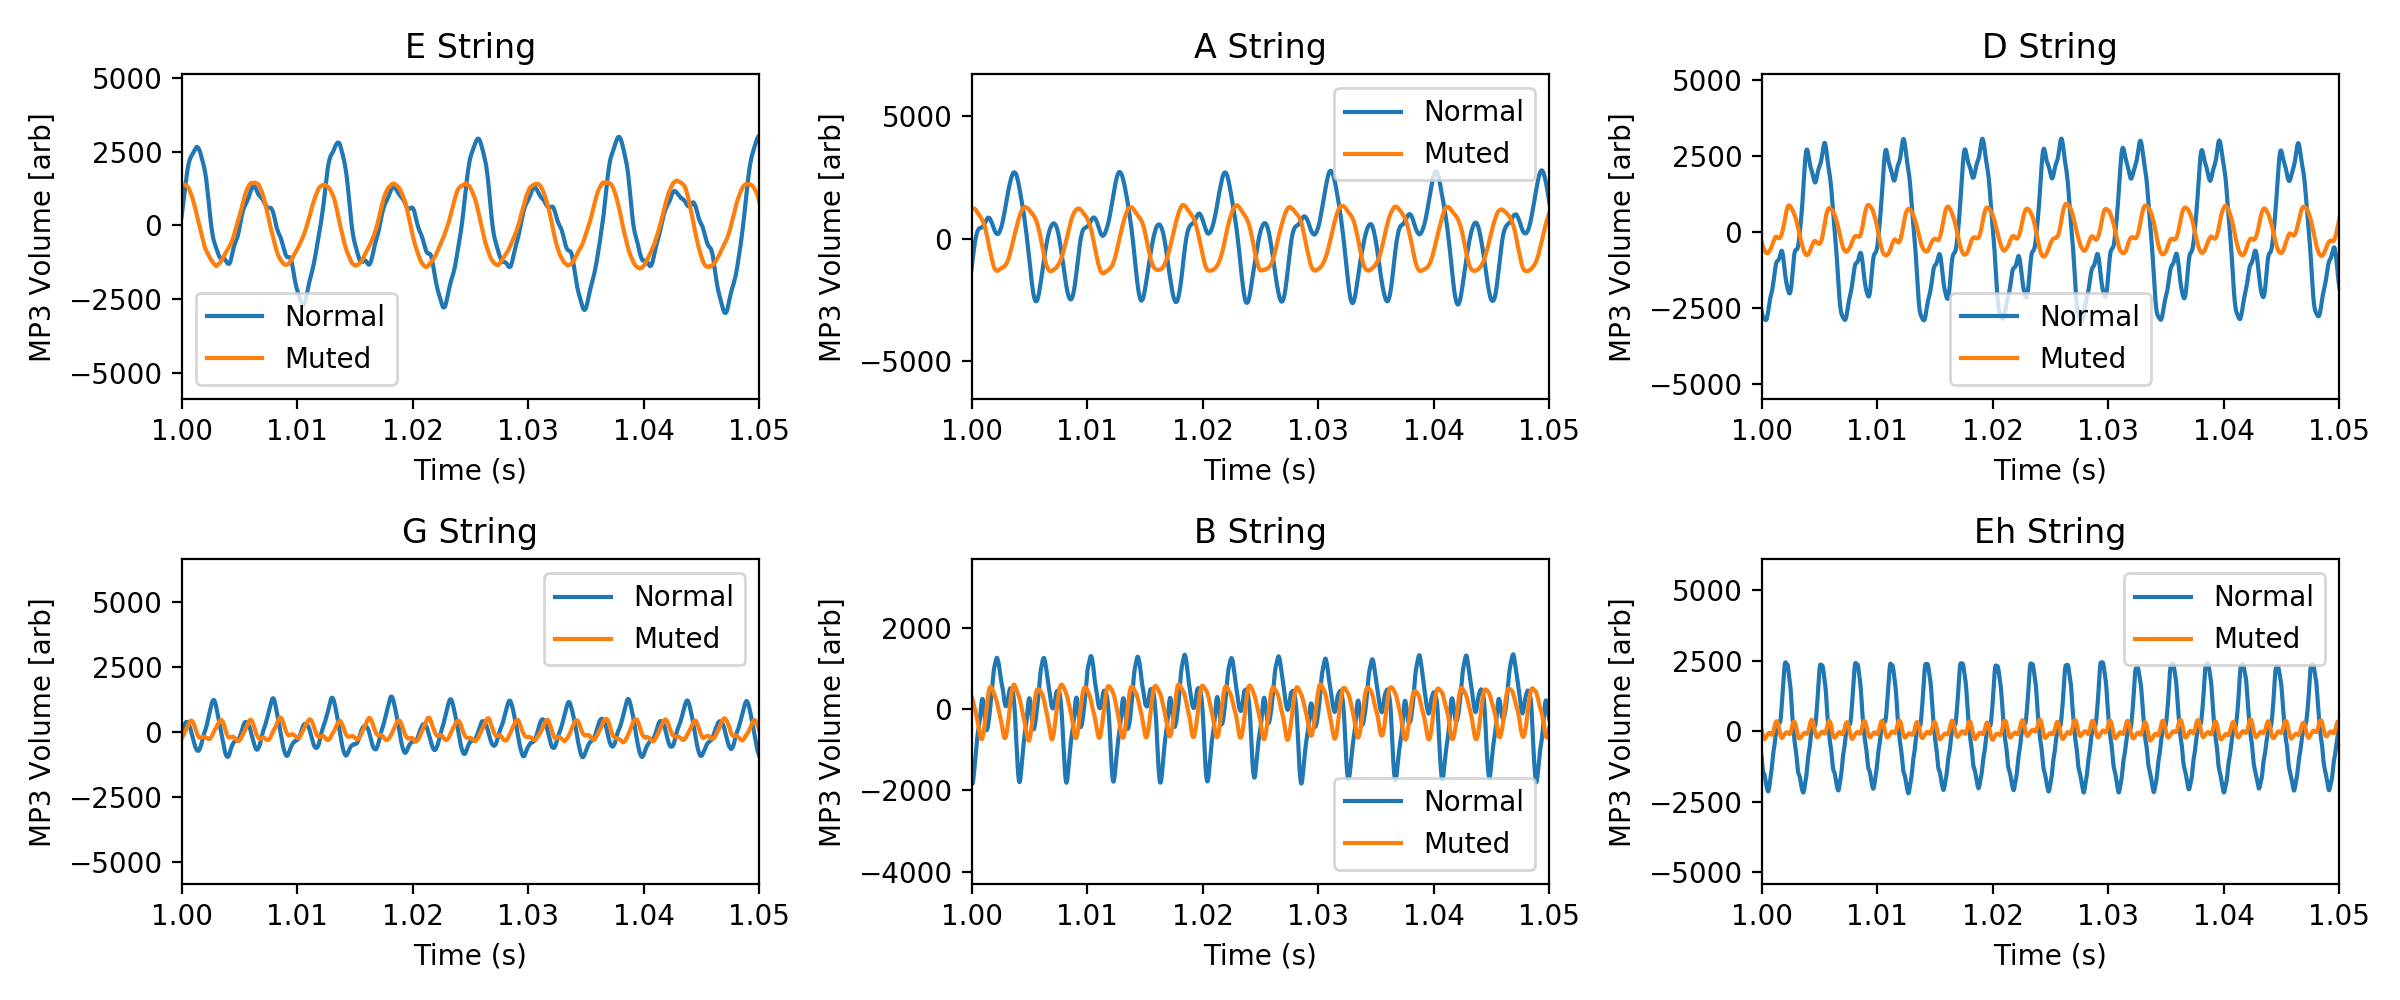 E String
A String
D String
MP3 Volume [arb]
5000
2500
0
−2500
−5000
Normal
Muted
1.00 1.01 1.02 1.03 1.04 1.05
Time (s)
MP3 Volume [arb]
5000
0
−5000
Normal
Muted
1.00 1.01 1.02 1.03 1.04 1.05
Time (s)
MP3 Volume [arb]
5000
2500
0
−2500
−5000
Normal
Muted
1.00 1.01 1.02 1.03 1.04 1.05
Time (s)
G String
B String
Eh String
MP3 Volume [arb]
5000
2500
0
−2500
−5000
Normal
Muted
1.00 1.01 1.02 1.03 1.04 1.05
Time (s)
MP3 Volume [arb]
2000
0
−2000
−4000
Normal
Muted
1.00 1.01 1.02 1.03 1.04 1.05
Time (s)
MP3 Volume [arb]
5000
2500
0
−2500
−5000
Normal
Muted
1.00 1.01 1.02 1.03 1.04 1.05
Time (s)